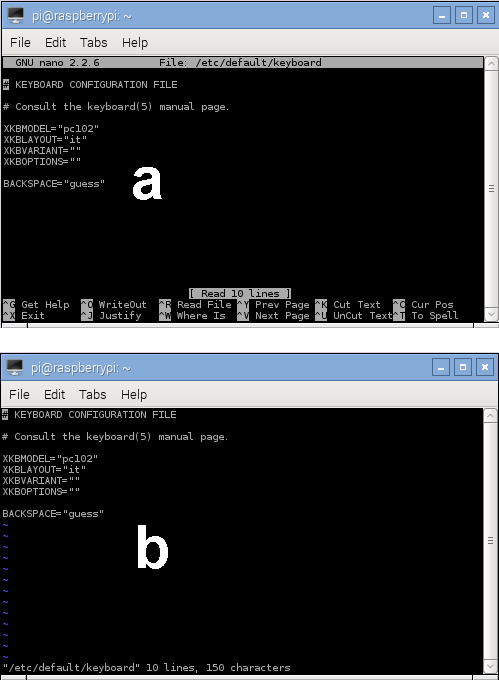 pi@raspberrypi: ~
File Edit Tabs Help
GNU nano 2.2.6 File: /etc/default/keyboard
# KEYBOARD CONFIGURATION FILE
# Consult the keyboard(5) manual page.
XKBMODEL="pc102"
XKBLAYOUT="it"
XKBVARIANT=""
XKBOPTIONS=""
BACKSPACE="guess"
a
[ Read 10 lines ]
^G Get Help ^O WriteOut ^R Read File ^Y Prev Page ^K Cut Text ^C Cur Pos
^X Exit ^J Justify ^W Where Is ^V Next Page ^U UnCut Text ^T To Spell
pi@raspberrypi: ~
File Edit Tabs Help
# KEYBOARD CONFIGURATION FILE
# Consult the keyboard(5) manual page.
XKBMODEL="pc102"
XKBLAYOUT="it"
XKBVARIANT=""
XKBOPTIONS=""
BACKSPACE="guess"
~
~
b
~
~
~
~
~
~
~
~
~
~
~
"/etc/default/keyboard" 10 lines, 150 characters